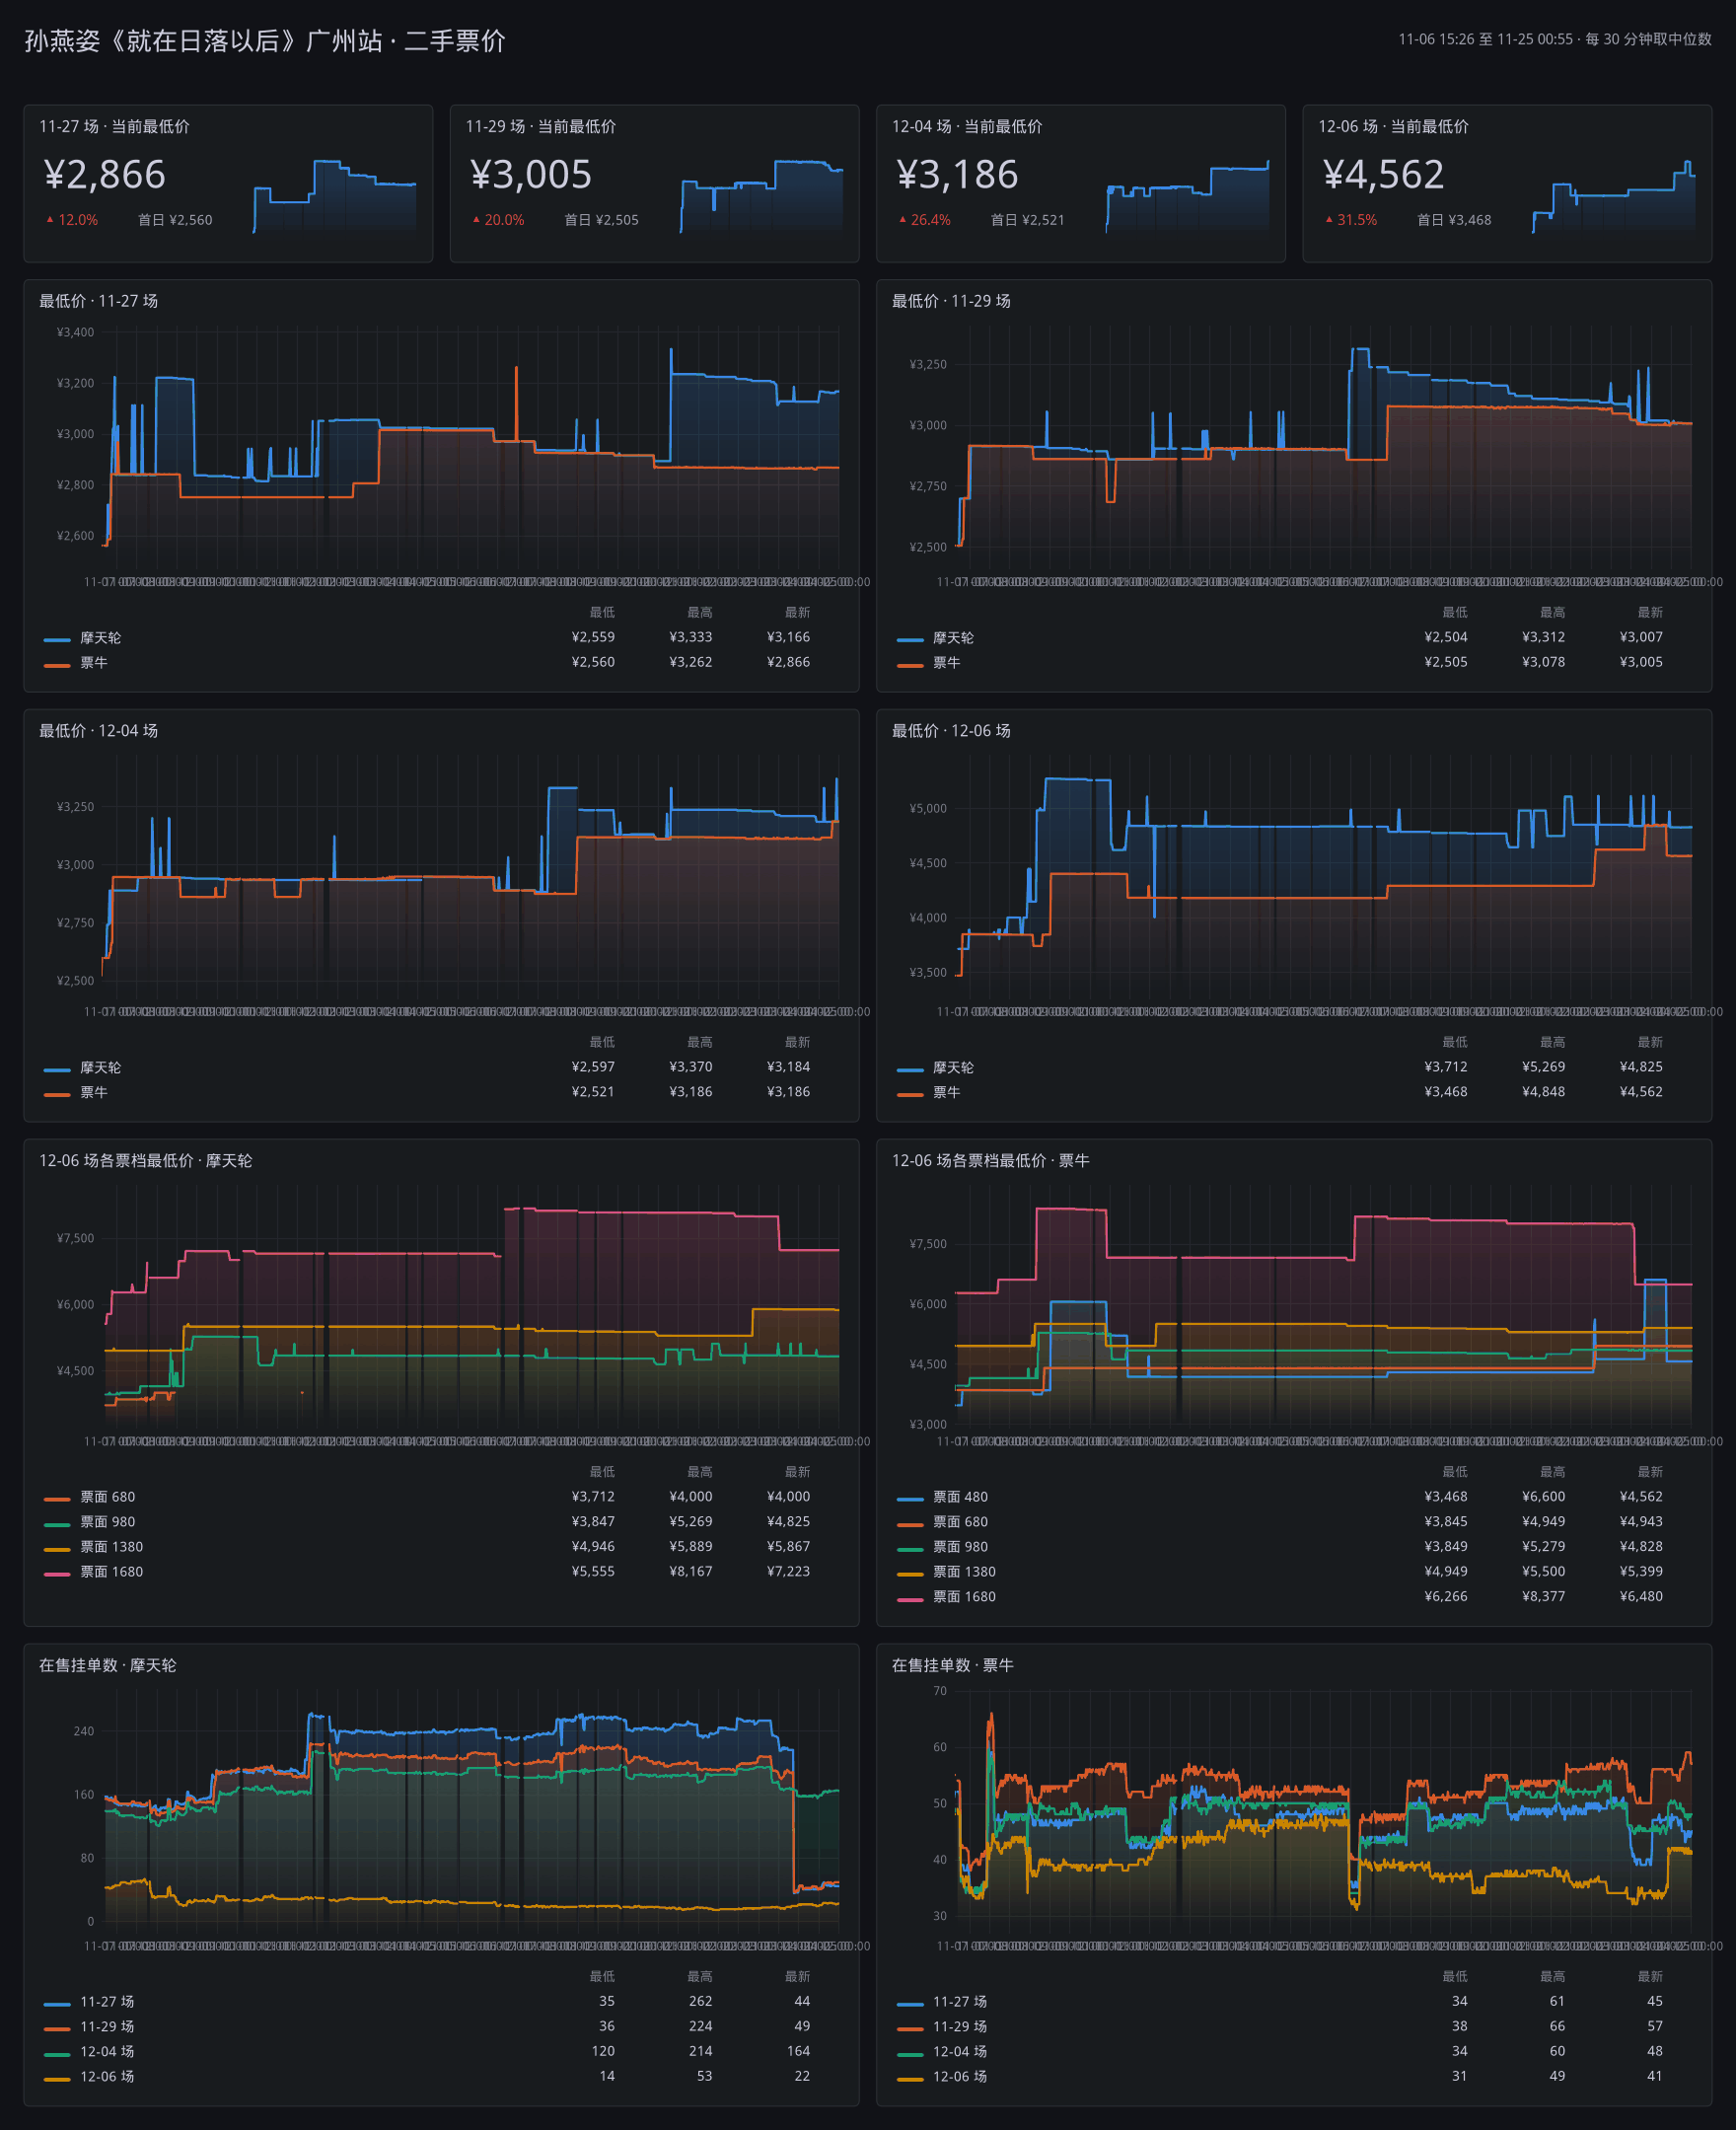 孙燕姿《就在日落以后》广州站 · 二手票价
11-06 15:26 至 11-25 00:55 · 每 30 分钟取中位数
11-27 场 · 当前最低价
¥2,866
12.0% 首日 ¥2,560
11-29 场 · 当前最低价
¥3,005
20.0% 首日 ¥2,505
12-04 场 · 当前最低价
¥3,186
26.4% 首日 ¥2,521
12-06 场 · 当前最低价
¥4,562
31.5% 首日 ¥3,468
最低价 · 11-27 场
¥3,400
¥3,200
¥3,000
¥2,800
¥2,600
最低 最高 最新
摩天轮 ¥2,559 ¥3,333 ¥3,166
票牛 ¥2,560 ¥3,262 ¥2,866
最低价 · 11-29 场
¥3,250
¥3,000
¥2,750
¥2,500
最低 最高 最新
摩天轮 ¥2,504 ¥3,312 ¥3,007
票牛 ¥2,505 ¥3,078 ¥3,005
最低价 · 12-04 场
¥3,250
¥3,000
¥2,750
¥2,500
最低 最高 最新
摩天轮 ¥2,597 ¥3,370 ¥3,184
票牛 ¥2,521 ¥3,186 ¥3,186
最低价 · 12-06 场
¥5,000
¥4,500
¥4,000
¥3,500
最低 最高 最新
摩天轮 ¥3,712 ¥5,269 ¥4,825
票牛 ¥3,468 ¥4,848 ¥4,562
12-06 场各票档最低价 · 摩天轮
¥7,500
¥6,000
¥4,500
最低 最高 最新
票面 680 ¥3,712 ¥4,000 ¥4,000
票面 980 ¥3,847 ¥5,269 ¥4,825
票面 1380 ¥4,946 ¥5,889 ¥5,867
票面 1680 ¥5,555 ¥8,167 ¥7,223
12-06 场各票档最低价 · 票牛
¥7,500
¥6,000
¥4,500
¥3,000
最低 最高 最新
票面 480 ¥3,468 ¥6,600 ¥4,562
票面 680 ¥3,845 ¥4,949 ¥4,943
票面 980 ¥3,849 ¥5,279 ¥4,828
票面 1380 ¥4,949 ¥5,500 ¥5,399
票面 1680 ¥6,266 ¥8,377 ¥6,480
在售挂单数 · 摩天轮
240
160
80
0
最低 最高 最新
11-27 场 35 262 44
11-29 场 36 224 49
12-04 场 120 214 164
12-06 场 14 53 22
在售挂单数 · 票牛
70
60
50
40
30
最低 最高 最新
11-27 场 34 61 45
11-29 场 38 66 57
12-04 场 34 60 48
12-06 场 31 49 41